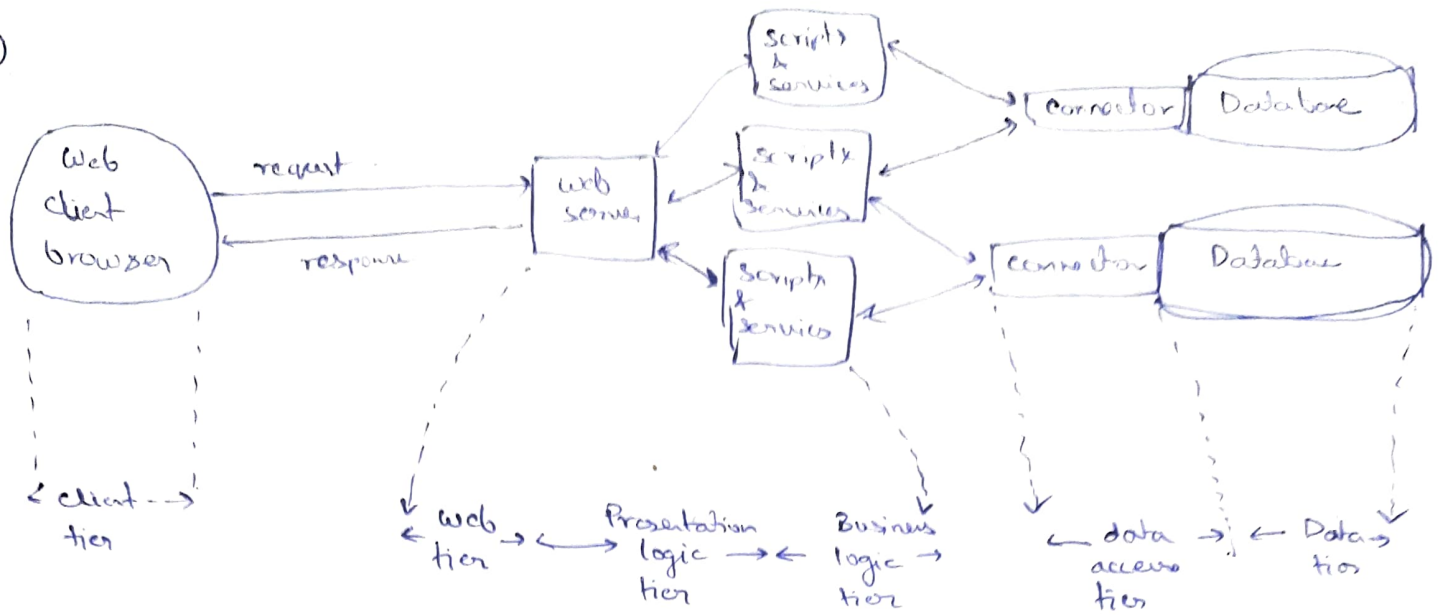 )
scripts
&
services
connector
Database
Web
client
browser
request
response
web
server
scripts
&
services
connector
Database
scripts
&
services
client
tier
web
tier
Presentation
logic
tier
Business
logic
tier
data
access
tier
Data
tier